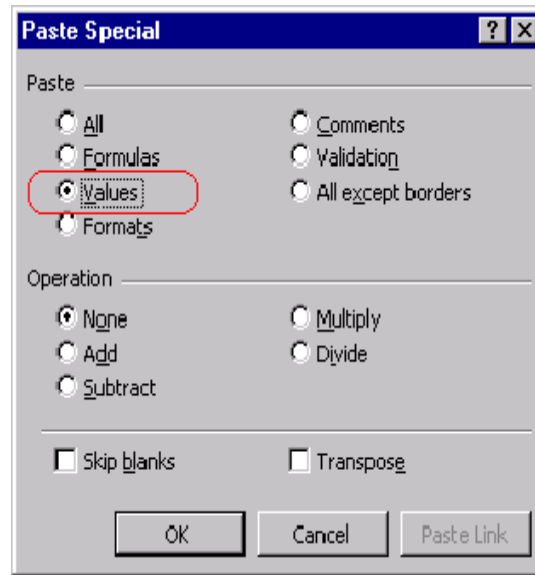 Paste Special ? X
Paste
All
Formulas
Values
Formats
Comments
Validation
All except borders
Operation
None
Add
Subtract
Multiply
Divide
Skip blanks
Transpose
OK
Cancel
Paste Link